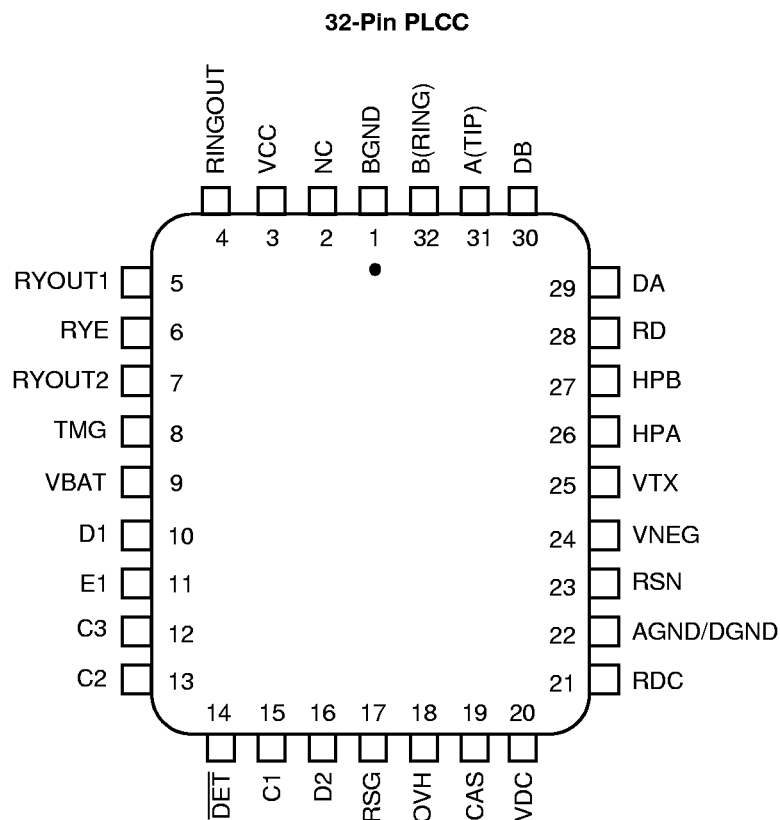 32-Pin PLCC
RINGOUT
VCC
NC
BGND
B(RING)
A(TIP)
DB
4 3 2 1 32 31 30
RYOUT1 5
RYE 6
RYOUT2 7
TMG 8
VBAT 9
D1 10
E1 11
C3 12
C2 13
29 DA
28 RD
27 HPB
26 HPA
25 VTX
24 VNEG
23 RSN
22 AGND/DGND
21 RDC
14 15 16 17 18 19 20
D̅E̅T̅
C1
D2
RSG
OVH
CAS
VDC